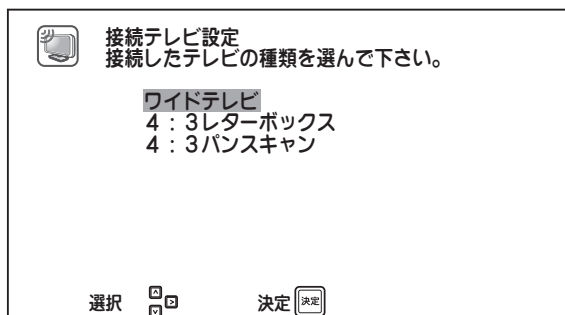 接続テレビ設定
接続したテレビの種類を選んで下さい。
ワイドテレビ
4：3レターボックス
4：3パンスキャン
選択 決定 決定